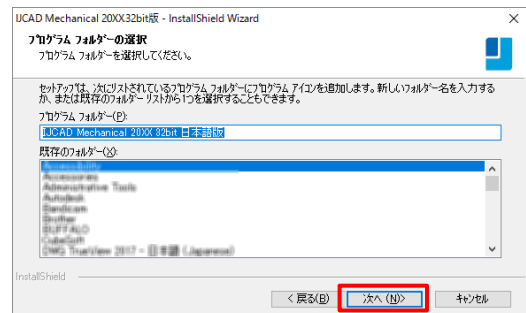 IJCAD Mechanical 20XX32bit版 - InstallShield Wizard
プログラム フォルダーの選択
プログラム フォルダーを選択してください。
セットアップは、次にリストされているプログラム フォルダーにプログラム アイコンを追加します。新しいフォルダー名を入力する
か、または既存のフォルダー リストから1つを選択することもできます。
プログラム フォルダー(P):
IJCAD Mechanical 20XX 32bit 日本語版
既存のフォルダー(X):
Accessibility
Accessories
Administrative Tools
Autodesk
Bandicam
Brother
BUFFALO
CubeSoft
DWG TrueView 2017 - 日本語 (Japanese)
InstallShield
< 戻る(B)
次へ (N)>
キャンセル